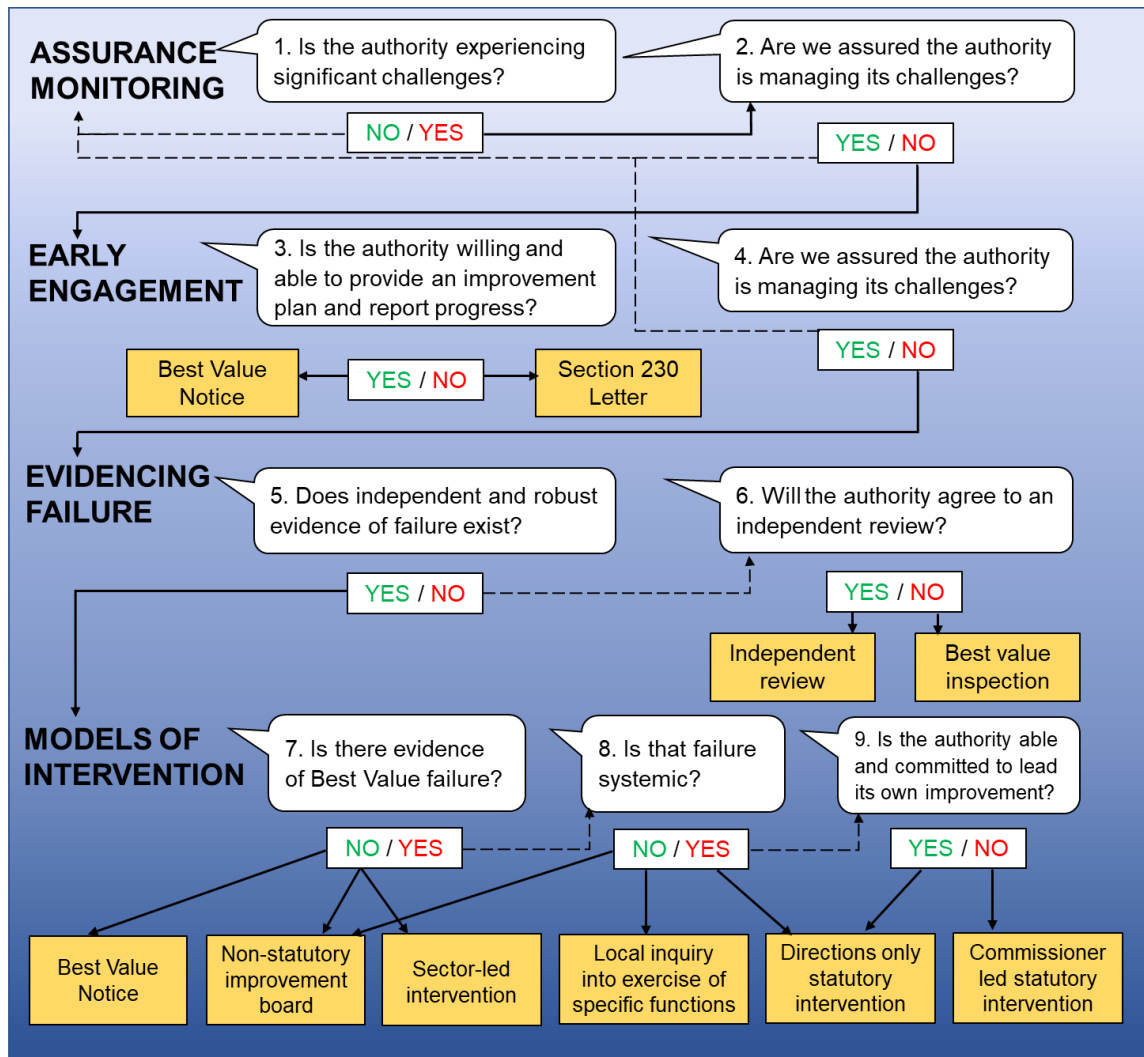 ASSURANCE
MONITORING
1. Is the authority experiencing
significant challenges?
2. Are we assured the authority
is managing its challenges?
NO / YES
YES / NO
EARLY
ENGAGEMENT
3. Is the authority willing and
able to provide an improvement
plan and report progress?
4. Are we assured the authority
is managing its challenges?
YES / NO
Best Value
Notice
YES / NO
Section 230
Letter
EVIDENCING
FAILURE
5. Does independent and robust
evidence of failure exist?
6. Will the authority agree to an
independent review?
YES / NO
YES / NO
Independent
review
Best value
inspection
MODELS OF
INTERVENTION
7. Is there evidence
of Best Value failure?
8. Is that failure
systemic?
9. Is the authority able
and committed to lead
its own improvement?
NO / YES
NO / YES
YES / NO
Best Value
Notice
Non-statutory
improvement
board
Sector-led
intervention
Local inquiry
into exercise of
specific functions
Directions only
statutory
intervention
Commissioner
led statutory
intervention